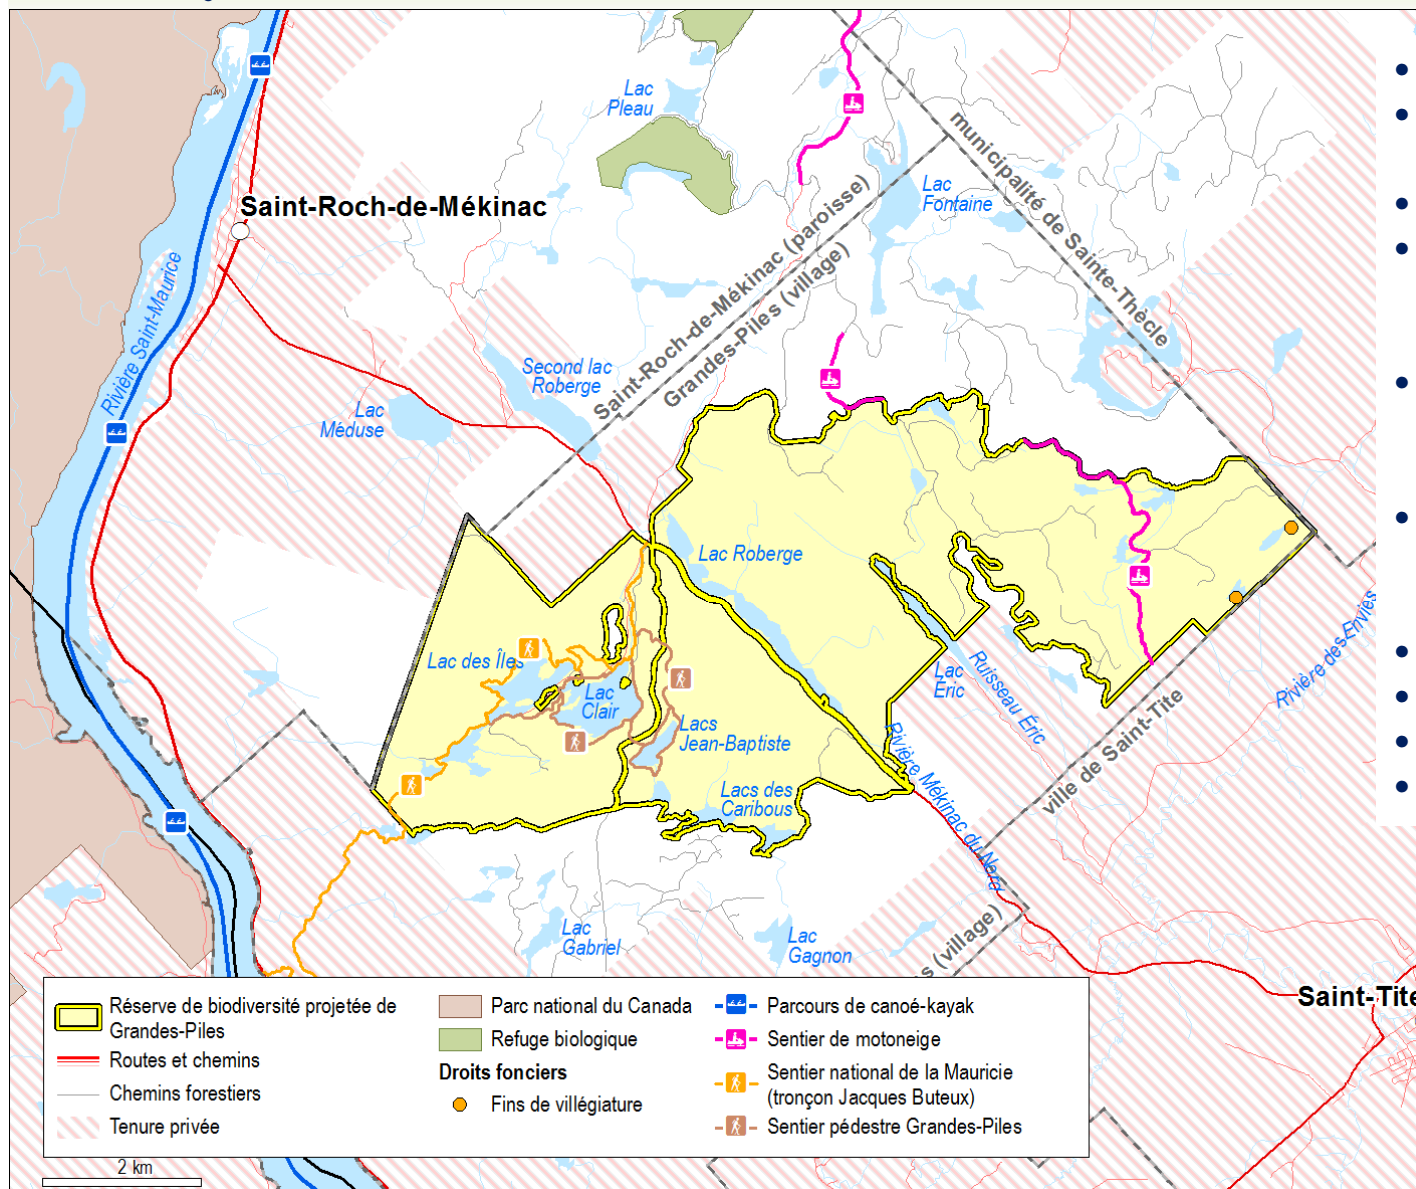 Lac
Pleau
municipalité de Sainte-Thècle
Lac
Fontaine
Saint-Roch-de-Mékinac
Saint-Roch-de-Mékinac (paroisse)
Grandes-Piles (village)
Rivière Saint-Maurice
Second lac
Roberge
Lac
Méduse
Lac Roberge
Lac des Îles
Lac
Clair
Lac
Éric
Ruisseau Éric
Rivière des Envies
Lacs
Jean-Baptiste
ville de Saint-Tite
Rivière Mékinac du Nord
Lacs des
Caribous
Lac
Gabriel
Lac
Gagnon
s (village)
Saint-Tite
Réserve de biodiversité projetée de
Grandes-Piles
Routes et chemins
Chemins forestiers
Tenure privée
Parc national du Canada
Refuge biologique
Droits fonciers
Fins de villégiature
Parcours de canoé-kayak
Sentier de motoneige
Sentier national de la Mauricie
(tronçon Jacques Buteux)
Sentier pédestre Grandes-Piles
2 km